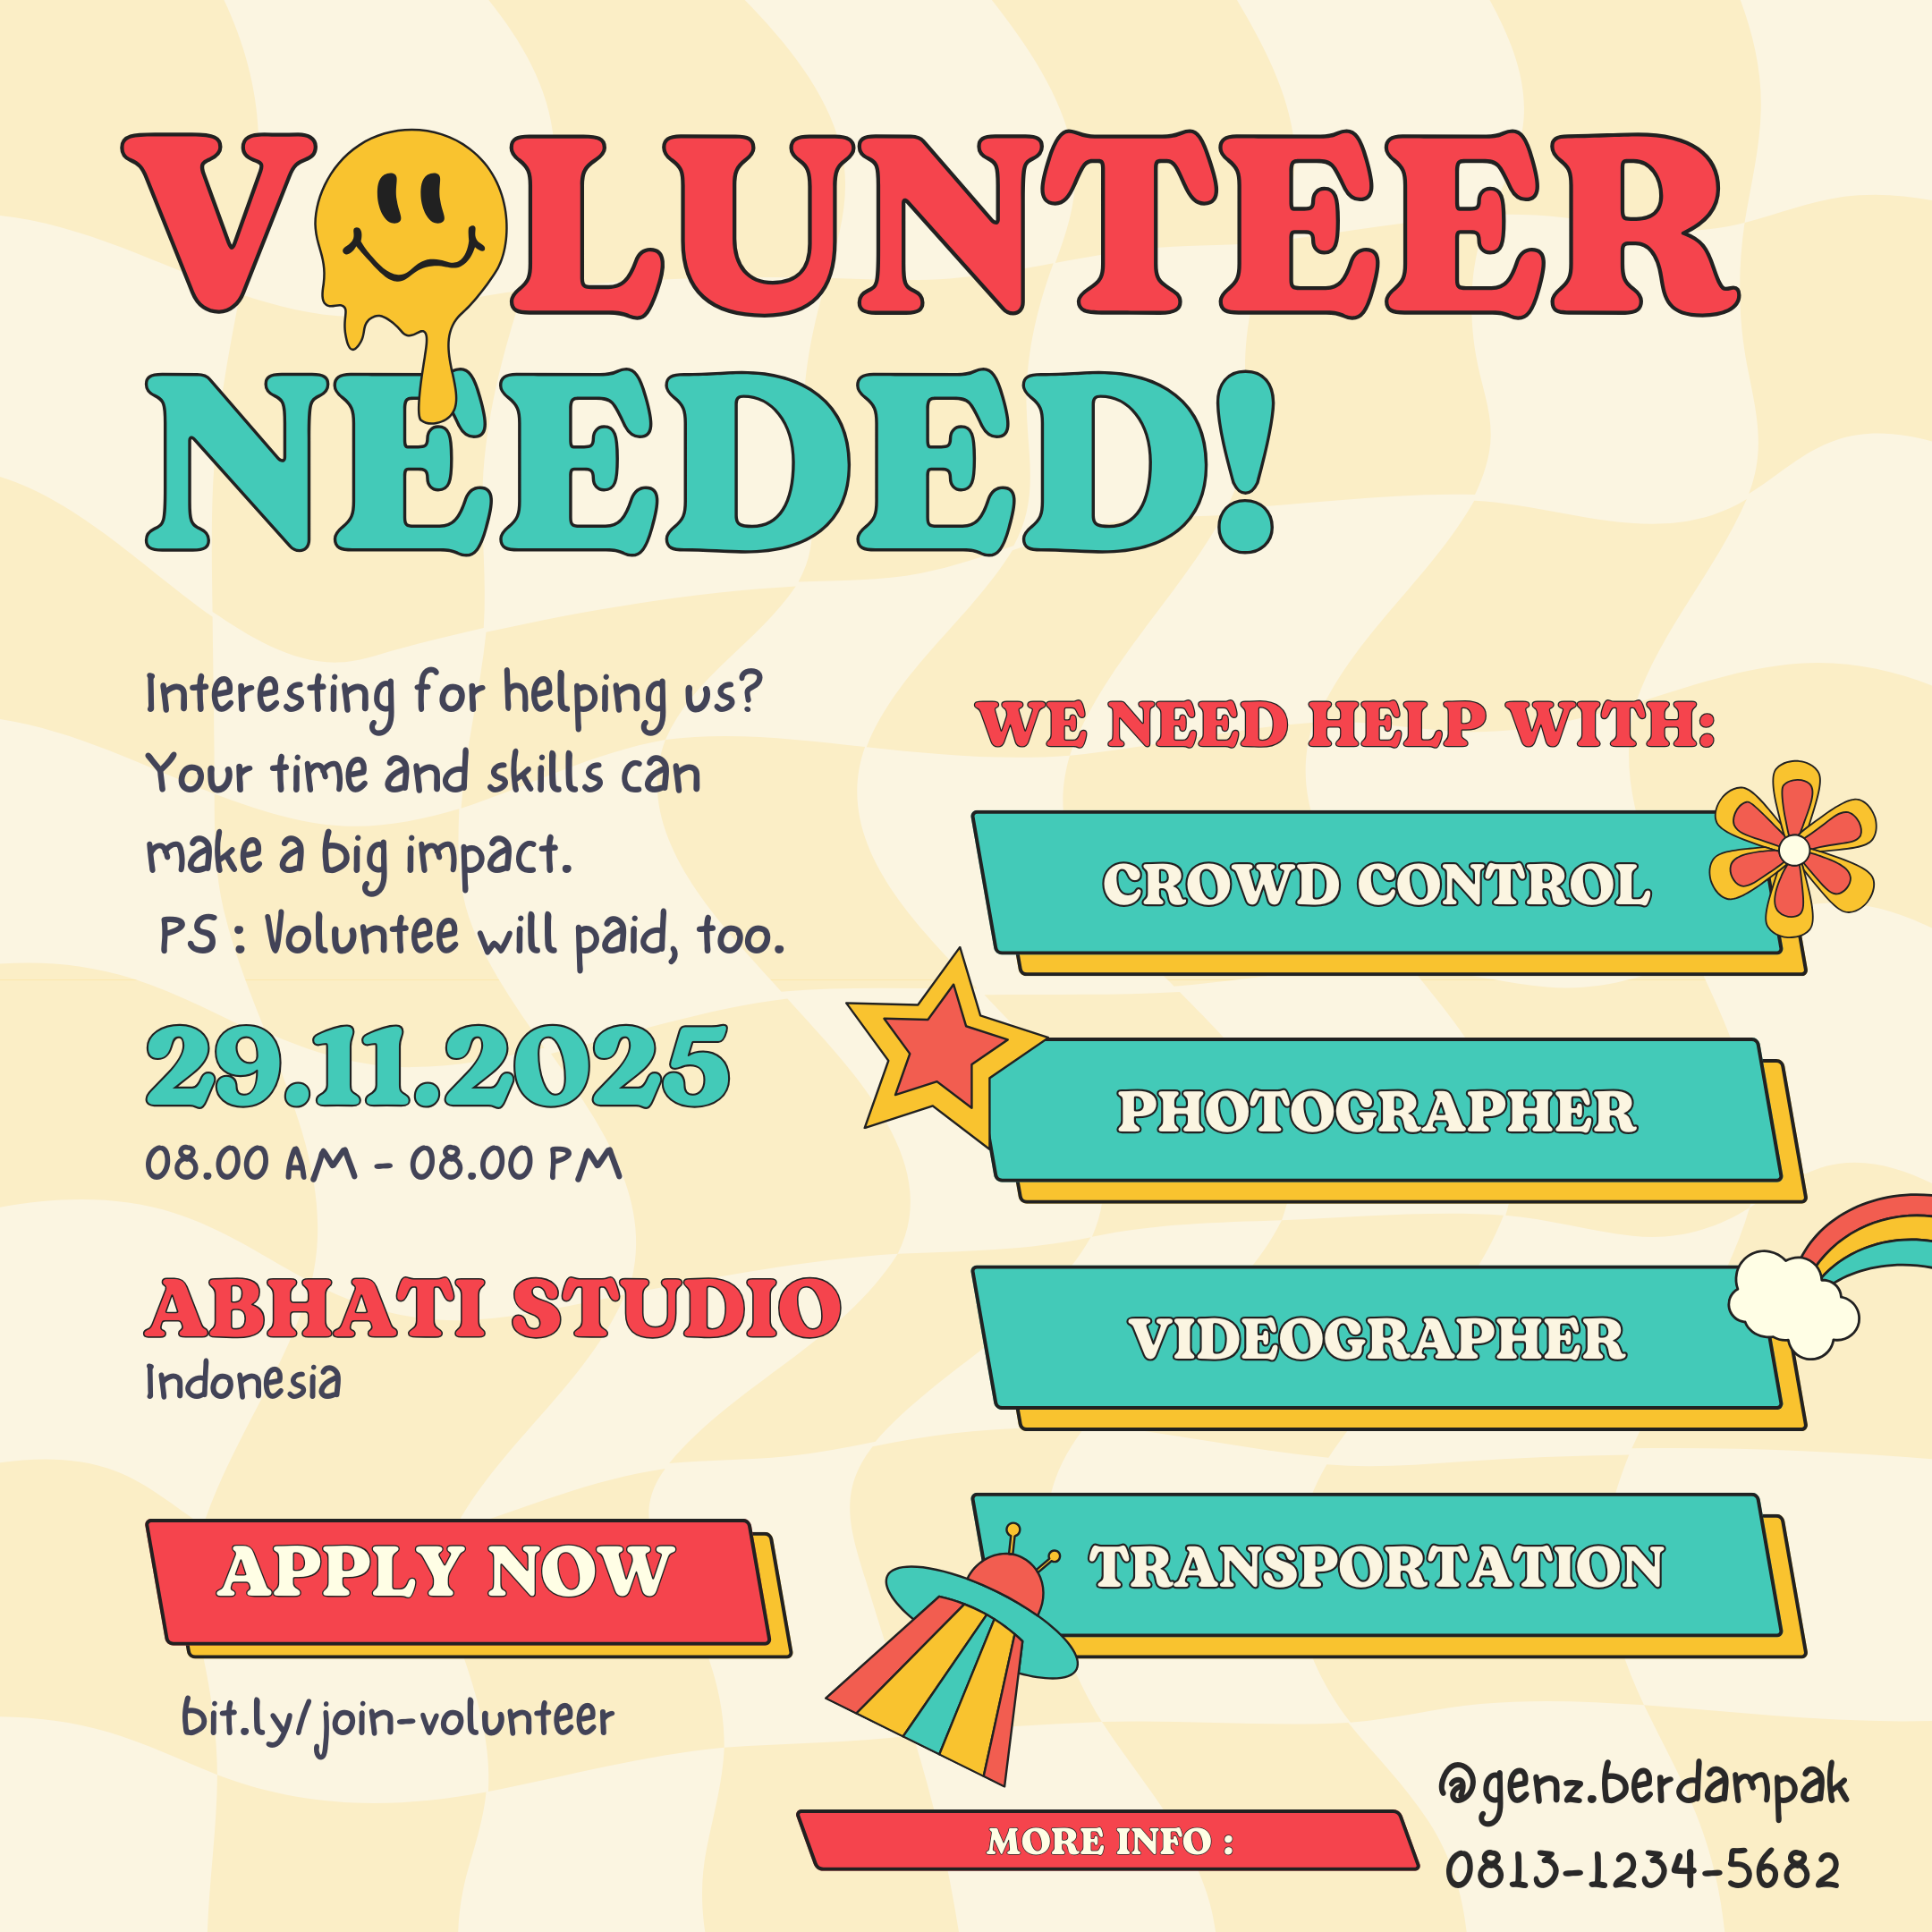 VOLUNTEER
NEEDED!
Interesting for helping us?
Your time and skills can
make a big impact.
PS : Voluntee will paid, too.
29.11.2025
08.00 AM - 08.00 PM
ABHATI STUDIO
Indonesia
APPLY NOW
bit.ly/join-volunteer
WE NEED HELP WITH:
CROWD CONTROL
PHOTOGRAPHER
VIDEOGRAPHER
TRANSPORTATION
MORE INFO :
@genz.berdampak
0813-1234-5682